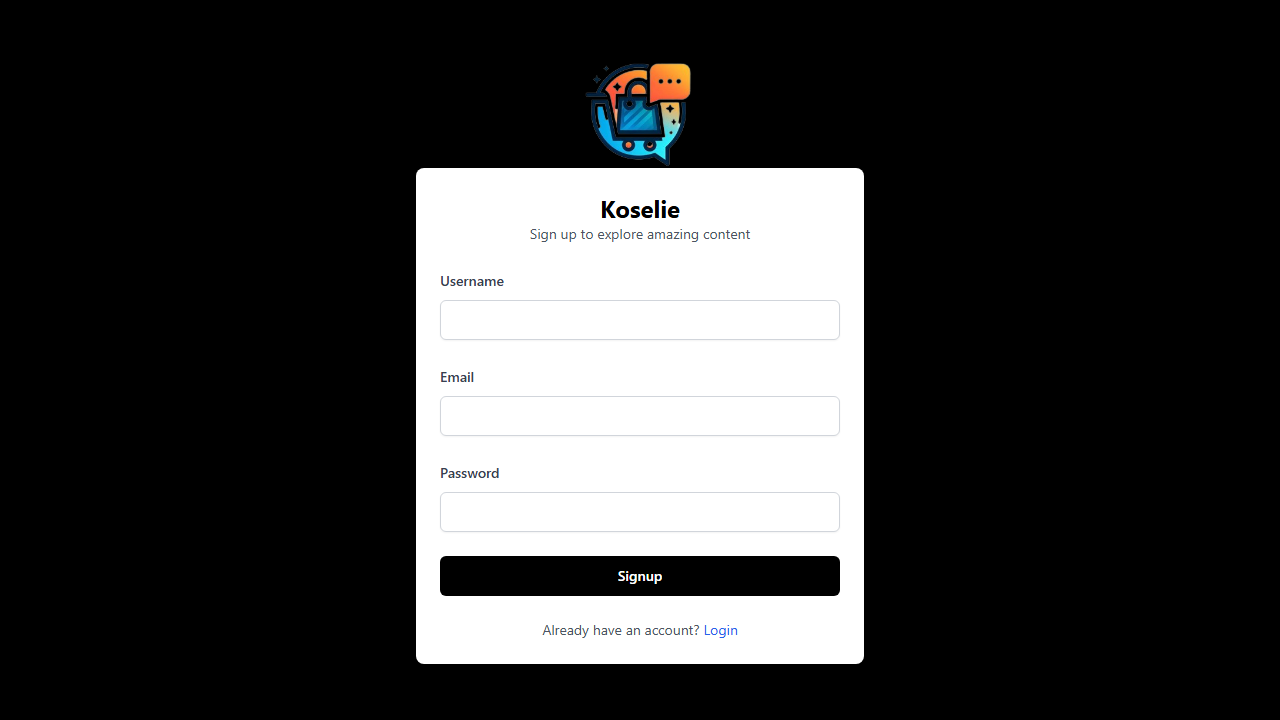 Koselie
Sign up to explore amazing content
Username
Email
Password
Signup
Already have an account? Login